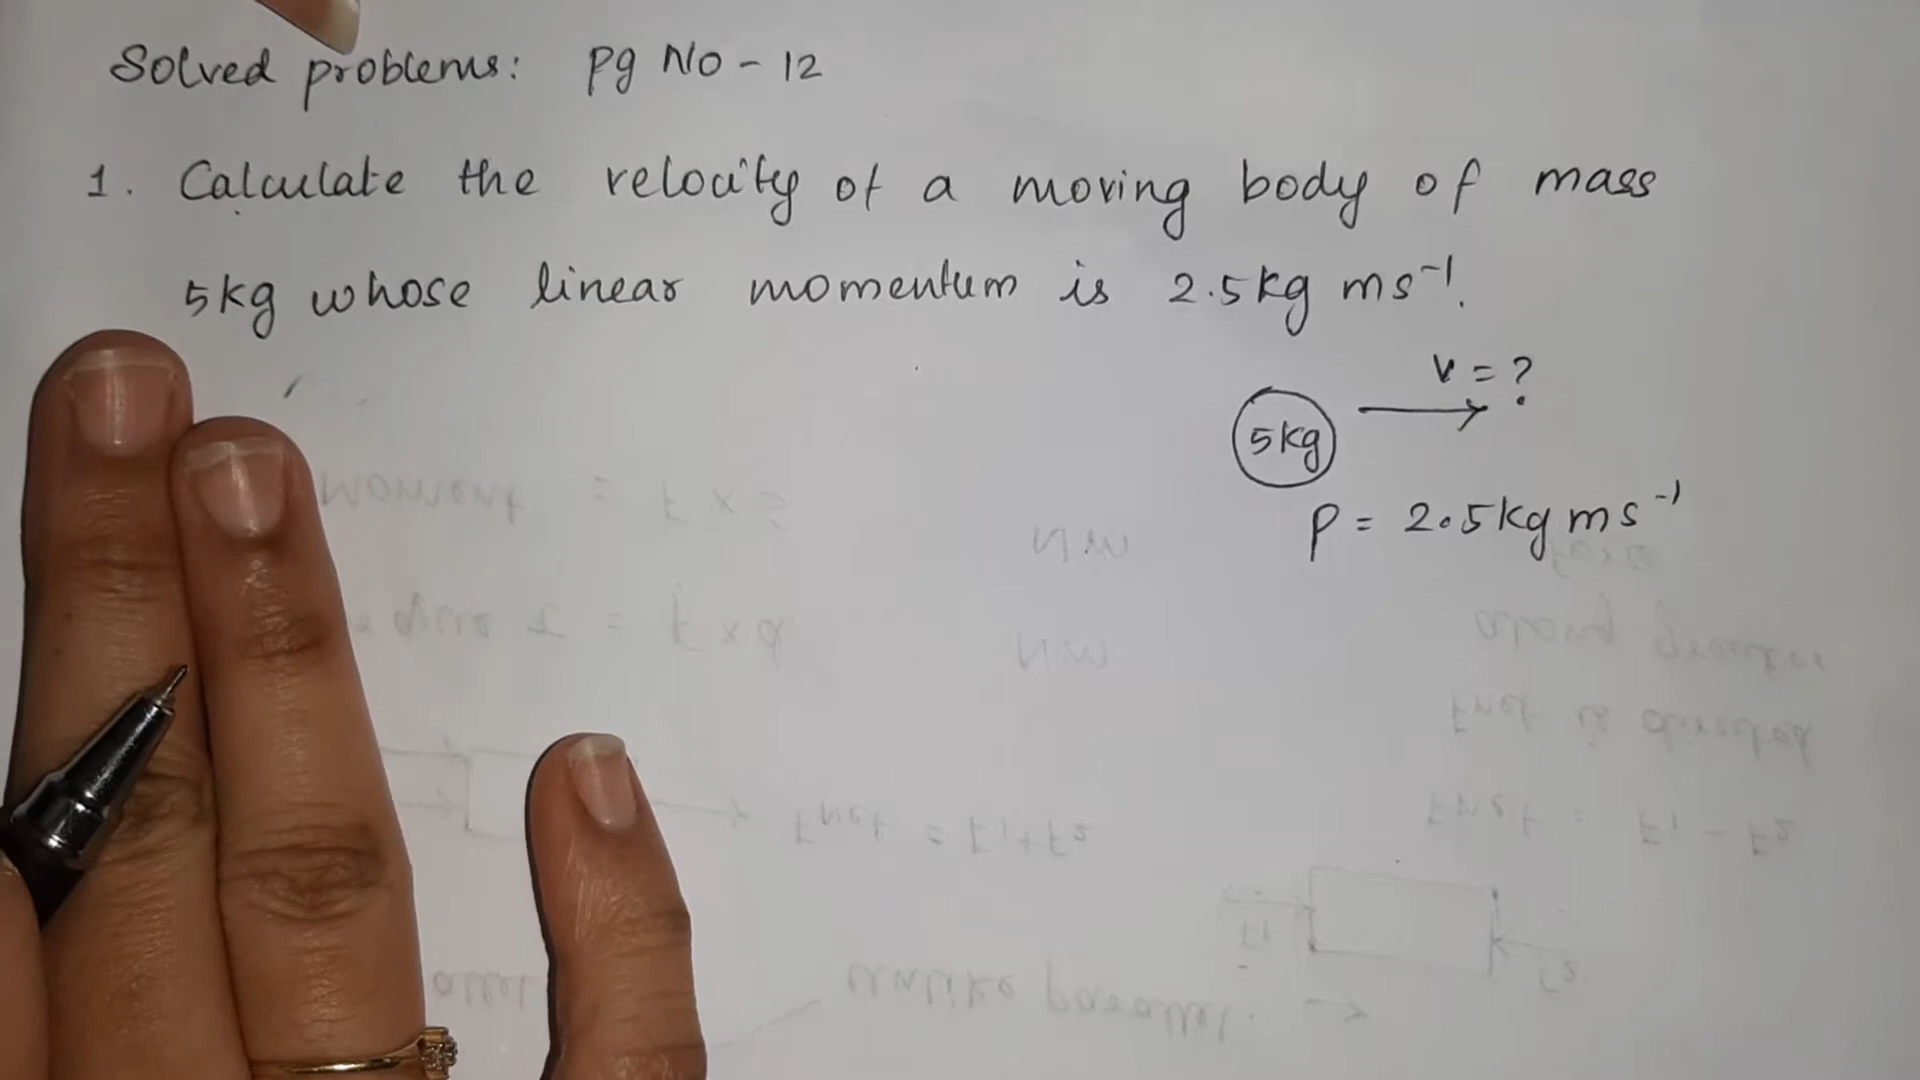 Solved problems: pg No - 12
1. Calculate the velocity of a moving body of mass
5kg whose linear momentum is 2.5kg ms⁻¹.
v = ?
5kg
p = 2.5kg ms⁻¹